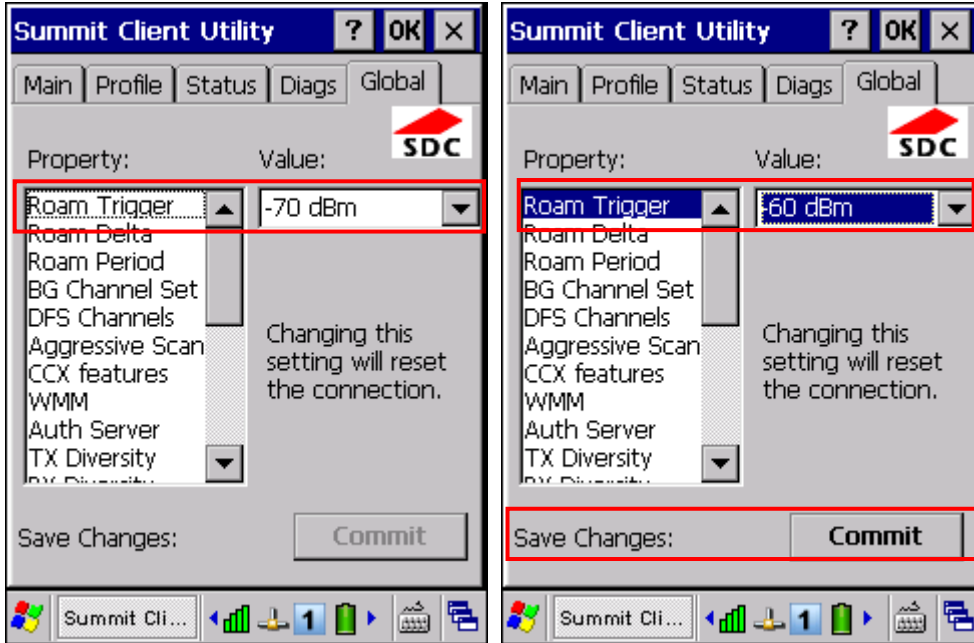 Summit Client Utility ? OK ×
Main Profile Status Diags Global
SDC
Property: Value:
Roam Trigger -70 dBm
Roam Delta
Roam Period
BG Channel Set
DFS Channels
Aggressive Scan
CCX features
WMM
Auth Server
TX Diversity
Changing this
setting will reset
the connection.
Save Changes: Commit
Summit Cli... 1
Summit Client Utility ? OK ×
Main Profile Status Diags Global
SDC
Property: Value:
Roam Trigger -60 dBm
Roam Delta
Roam Period
BG Channel Set
DFS Channels
Aggressive Scan
CCX features
WMM
Auth Server
TX Diversity
Changing this
setting will reset
the connection.
Save Changes: Commit
Summit Cli... 1